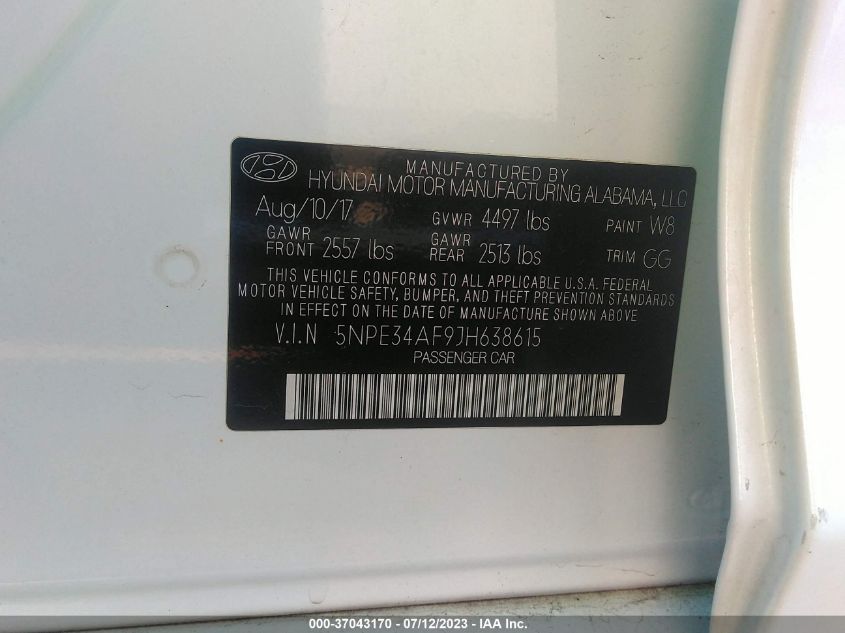 MANUFACTURED BY
HYUNDAI MOTOR MANUFACTURING ALABAMA, LLC
Aug/10/17 GVWR 4497 lbs PAINT W8
GAWR FRONT 2557 lbs GAWR REAR 2513 lbs TRIM GG
THIS VEHICLE CONFORMS TO ALL APPLICABLE U.S.A. FEDERAL
MOTOR VEHICLE SAFETY, BUMPER, AND THEFT PREVENTION STANDARDS
IN EFFECT ON THE DATE OF MANUFACTURE SHOWN ABOVE
V.I.N 5NPE34AF9JH638615
PASSENGER CAR
000-37043170 - 07/12/2023 - IAA Inc.